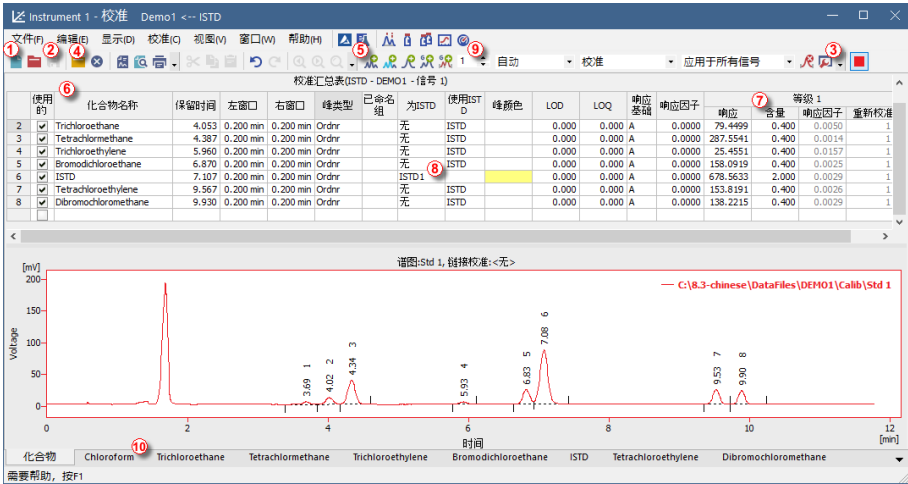 Instrument 1 - 校准 Demo1 <-- ISTD
文件(F) 编辑(E) 显示(D) 校准(C) 视图(V) 窗口(W) 帮助(H)
① ② ④ ⑤ ⑨ ③
1 自动 校准 应用于所有信号
校准汇总表(ISTD - DEMO1 - 信号 1)
⑥ ⑦
使用的 化合物名称 保留时间 左窗口 右窗口 峰类型 已命名组 为ISTD 使用ISTD 峰颜色 LOD LOQ 响应基础 响应因子 等级 1
响应 含量 响应因子 重新校准
2 Trichloroethane 4.053 0.200 min 0.200 min Ordnr 无 ISTD 0.000 0.000 A 0.0000 79.4499 0.400 0.0050 1
3 Tetrachlormethane 4.387 0.200 min 0.200 min Ordnr 无 ISTD 0.000 0.000 A 0.0000 287.5541 0.400 0.0014 1
4 Trichloroethylene 5.960 0.200 min 0.200 min Ordnr 无 ISTD 0.000 0.000 A 0.0000 25.4551 0.400 0.0157 1
5 Bromodichloroethane 6.870 0.200 min 0.200 min Ordnr 无 ISTD 0.000 0.000 A 0.0000 158.0919 0.400 0.0025 1
6 ISTD 7.107 0.200 min 0.200 min Ordnr ISTD1 ⑧ 0.000 0.000 A 0.0000 678.5633 2.000 0.0029 1
7 Tetrachloroethylene 9.567 0.200 min 0.200 min Ordnr 无 ISTD 0.000 0.000 A 0.0000 153.8191 0.400 0.0026 1
8 Dibromochloromethane 9.930 0.200 min 0.200 min Ordnr 无 ISTD 0.000 0.000 A 0.0000 138.2215 0.400 0.0029 1
谱图:Std 1, 链接校准:<无>
[mV]
200
C:\8.3-chinese\DataFiles\DEMO1\Calib\Std 1
150
100
50
0
Voltage
3.69 1
4.02 2
4.34 3
5.93 4
6.83 5
7.08 6
9.53 7
9.90 8
0 2 4 6 8 10 12
时间
[min]
⑩
化合物 Chloroform Trichloroethane Tetrachlormethane Trichloroethylene Bromodichloroethane ISTD Tetrachloroethylene Dibromochloromethane
需要帮助，按F1